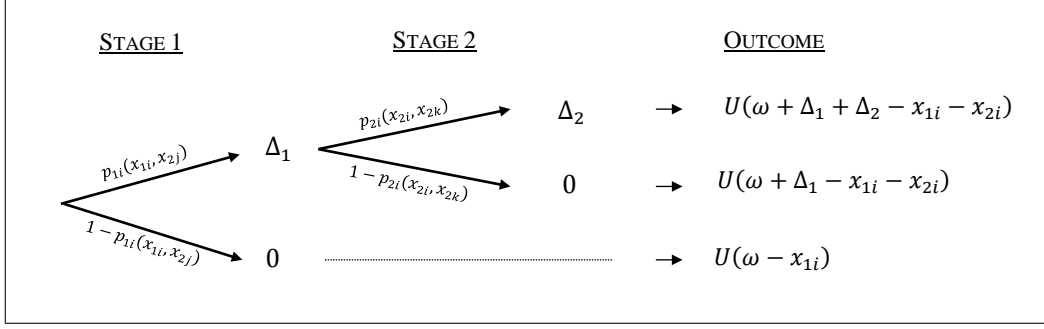 STAGE 1 STAGE 2 OUTCOME
p₂ᵢ(x₂ᵢ, x₂ₖ) Δ₂ → U(ω + Δ₁ + Δ₂ − x₁ᵢ − x₂ᵢ)
p₁ᵢ(x₁ᵢ, x₂ⱼ) Δ₁
1 − p₂ᵢ(x₂ᵢ, x₂ₖ) 0 → U(ω + Δ₁ − x₁ᵢ − x₂ᵢ)
1 − p₁ᵢ(x₁ᵢ, x₂ⱼ) 0 → U(ω − x₁ᵢ)